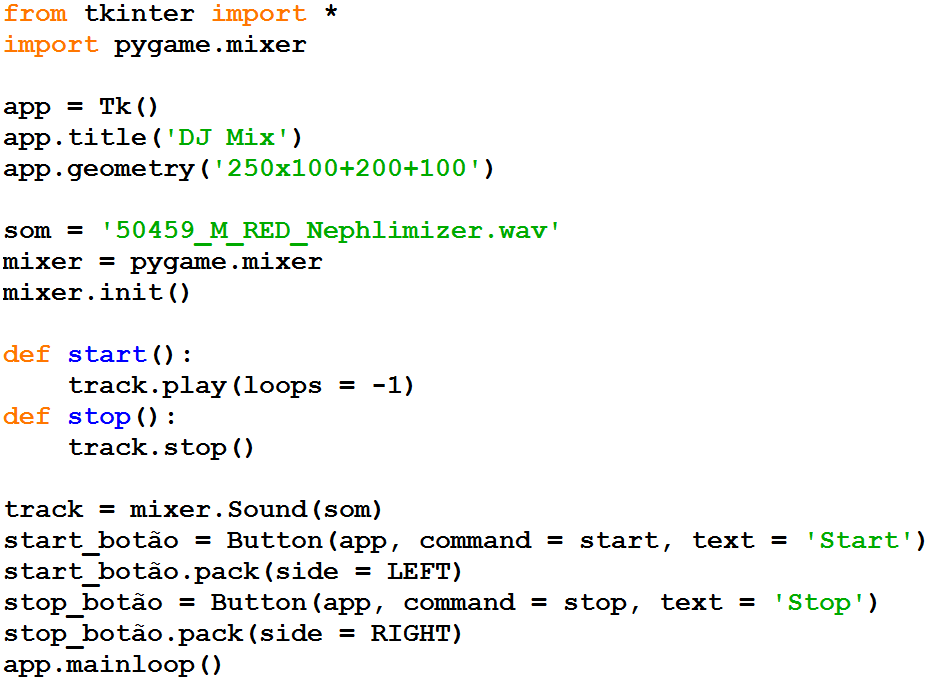 from tkinter import *
import pygame.mixer

app = Tk()
app.title('DJ Mix')
app.geometry('250x100+200+100')

som = '50459_M_RED_Nephlimizer.wav'
mixer = pygame.mixer
mixer.init()

def start():
    track.play(loops = -1)
def stop():
    track.stop()

track = mixer.Sound(som)
start_botão = Button(app, command = start, text = 'Start')
start_botão.pack(side = LEFT)
stop_botão = Button(app, command = stop, text = 'Stop')
stop_botão.pack(side = RIGHT)
app.mainloop()